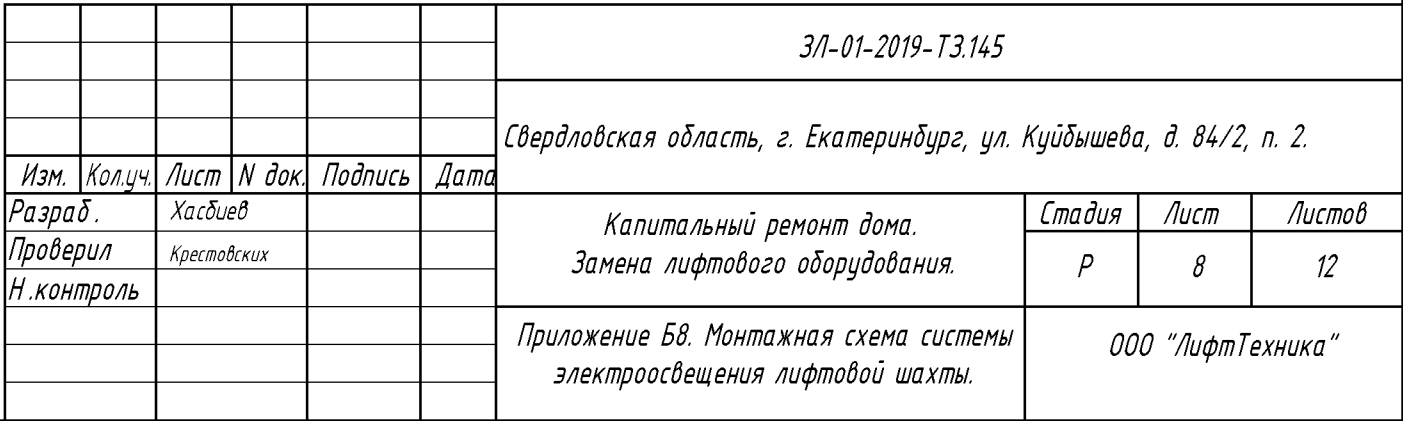 ЗЛ-01-2019-ТЗ.145
Свердловская область, г. Екатеринбург, ул. Куйбышева, д. 84/2, п. 2.
Изм. Кол.уч. Лист N док. Подпись Дата
Разраб. Хасбиев
Проверил Крестовских
Н.контроль
Капитальный ремонт дома.
Замена лифтового оборудования.
Стадия Лист Листов
Р 8 12
Приложение Б8. Монтажная схема системы
электроосвещения лифтовой шахты.
ООО "ЛифтТехника"